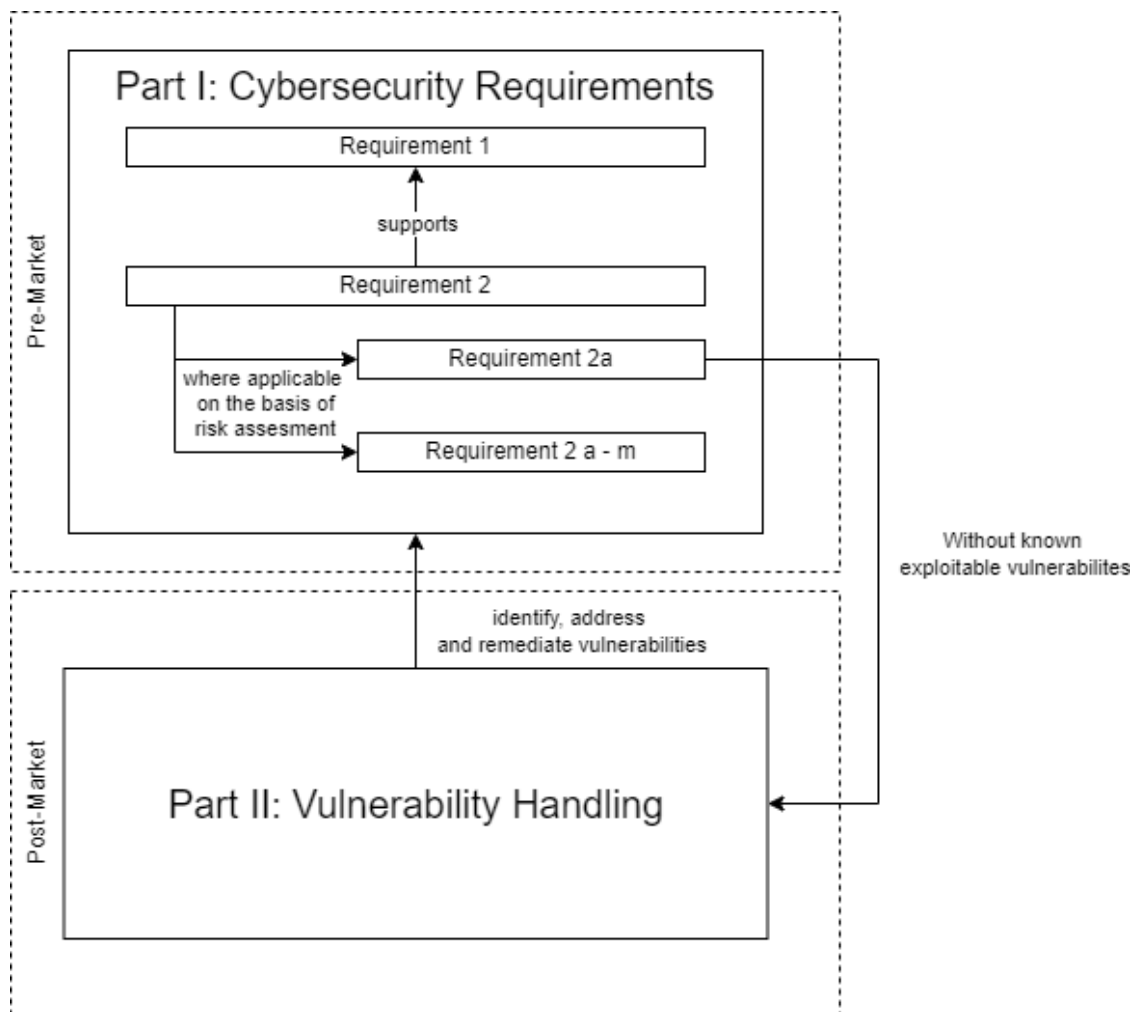 Part I: Cybersecurity Requirements
Requirement 1
supports
Requirement 2
Pre-Market
Requirement 2a
where applicable
on the basis of
risk assesment
Requirement 2 a - m
Without known
exploitable vulnerabilites
identify, address
and remediate vulnerabilities
Post-Market
Part II: Vulnerability Handling